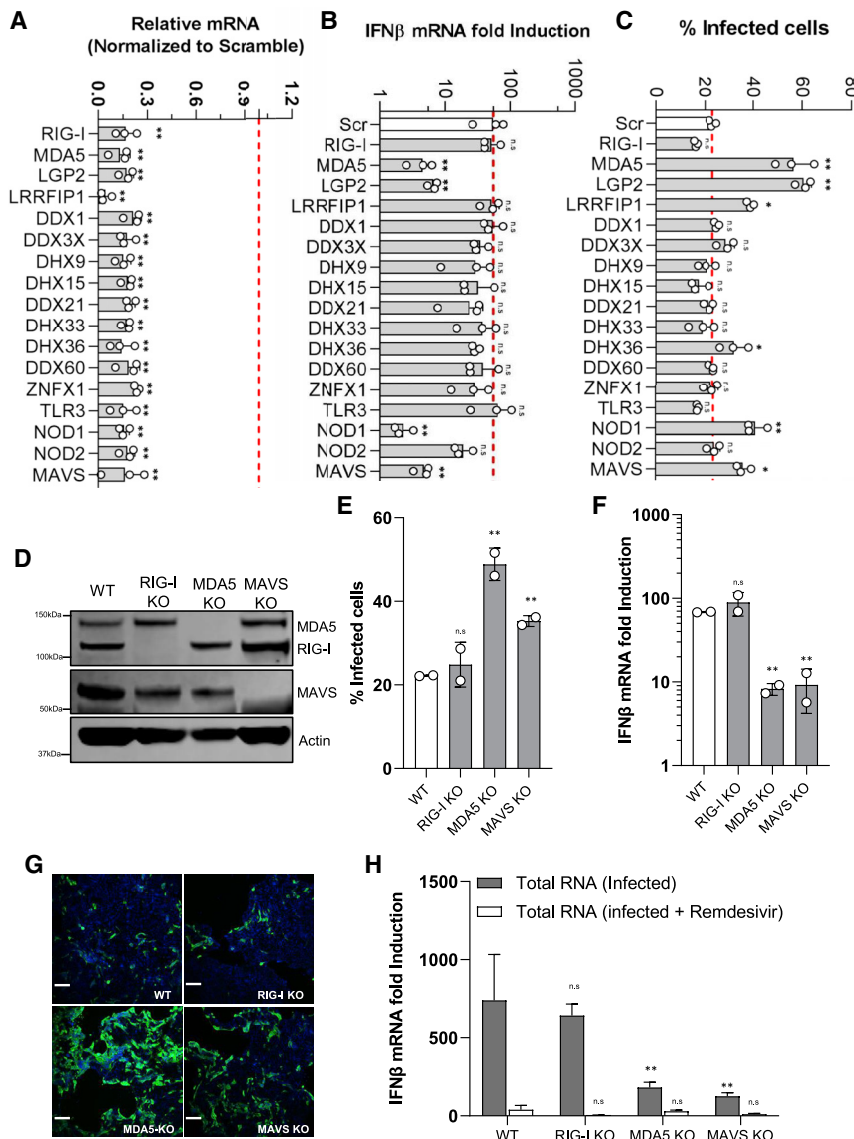 A
Relative mRNA
(Normalized to Scramble)
0.0
0.3
0.6
0.9
1.2
RIG-I
**
MDA5
**
LGP2
**
LRRFIP1
**
DDX1
**
DDX3X
**
DHX9
**
DHX15
**
DDX21
**
DHX33
**
DHX36
**
DDX60
**
ZNFX1
**
TLR3
**
NOD1
**
NOD2
**
MAVS
**
B
IFNβ mRNA fold Induction
1
10
100
1000
Scr
RIG-I
n.s
MDA5
**
LGP2
**
LRRFIP1
n.s
DDX1
n.s
DDX3X
n.s
DHX9
n.s
DHX15
n.s
DDX21
n.s
DHX33
n.s
DHX36
n.s
DDX60
n.s
ZNFX1
n.s
TLR3
n.s
NOD1
**
NOD2
n.s
MAVS
**
C
% Infected cells
0
20
40
60
80
Scr
RIG-I
n.s
MDA5
**
LGP2
**
LRRFIP1
*
DDX1
n.s
DDX3X
n.s
DHX9
n.s
DHX15
n.s
DDX21
n.s
DHX33
n.s
DHX36
*
DDX60
n.s
ZNFX1
n.s
TLR3
n.s
NOD1
**
NOD2
n.s
MAVS
*
D
WT
RIG-I
KO
MDA5
KO
MAVS
KO
150kDa
MDA5
RIG-I
100kDa
MAVS
50kDa
Actin
37kDa
E
% Infected cells
60
40
20
0
n.s
**
**
WT
RIG-I KO
MDA5 KO
MAVS KO
F
IFNβ mRNA fold Induction
1000
100
10
1
n.s
**
**
WT
RIG-I KO
MDA5 KO
MAVS KO
G
WT
RIG-I KO
MDA5-KO
MAVS KO
H
IFNβ mRNA fold Induction
1500
1000
500
0
Total RNA (Infected)
Total RNA (infected + Remdesivir)
n.s
n.s
**
n.s
**
n.s
WT
RIG-I KO
MDA5 KO
MAVS KO